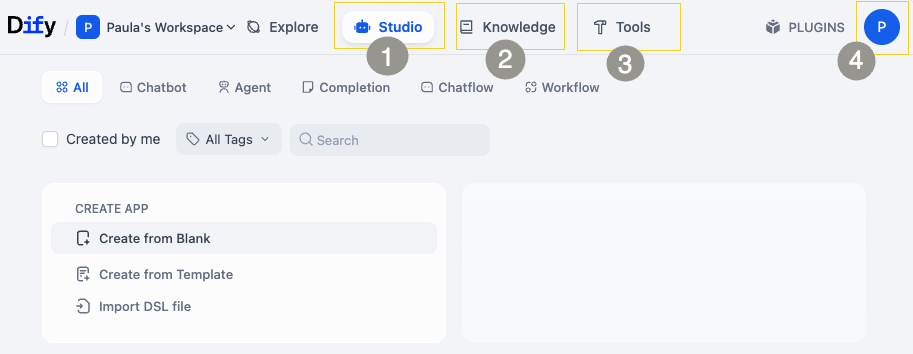 Dify / P Paula's Workspace Explore Studio Knowledge Tools PLUGINS P
1 2 3 4
All Chatbot Agent Completion Chatflow Workflow
Created by me All Tags Search
CREATE APP
Create from Blank
Create from Template
Import DSL file